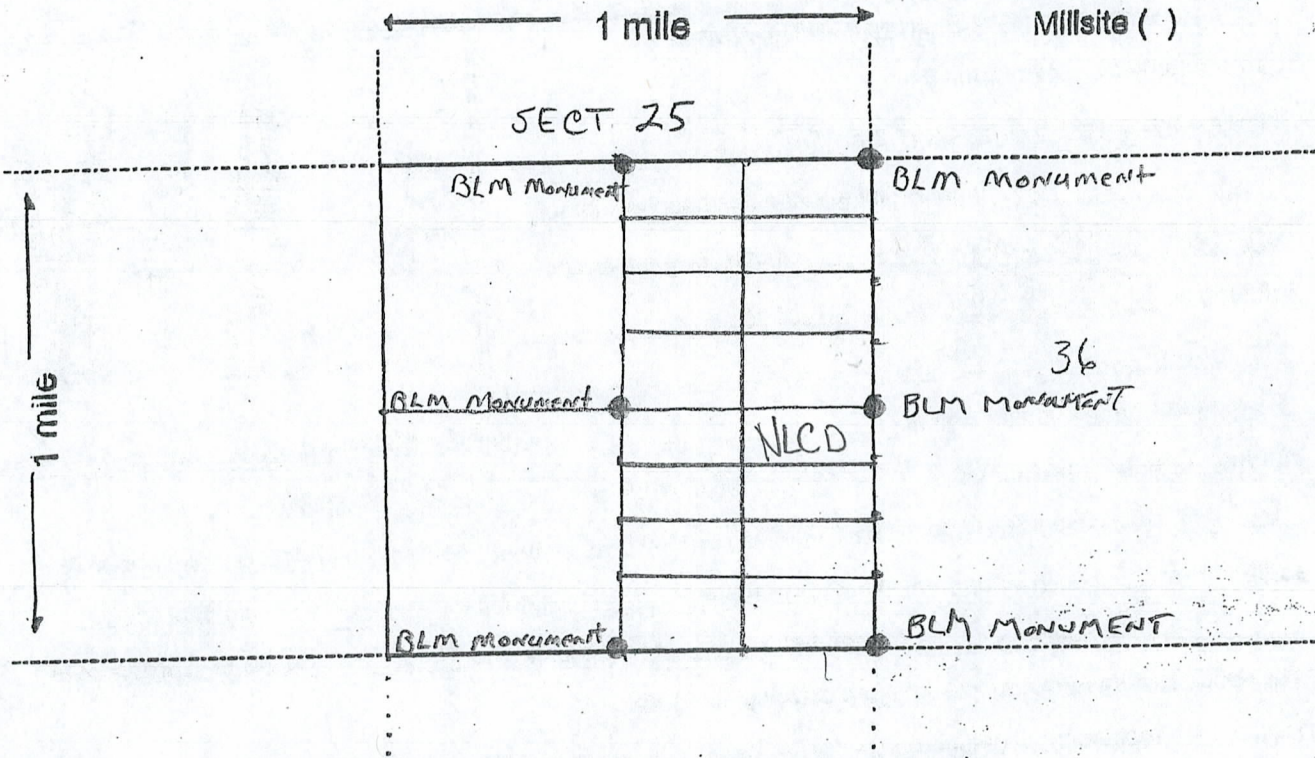 1 mile
Millsite ( )
SECT. 25
BLM Monument
BLM Monument
1 mile
36
BLM Monument
BLM MONUMENT
NLCD
BLM Monument
BLM MONUMENT